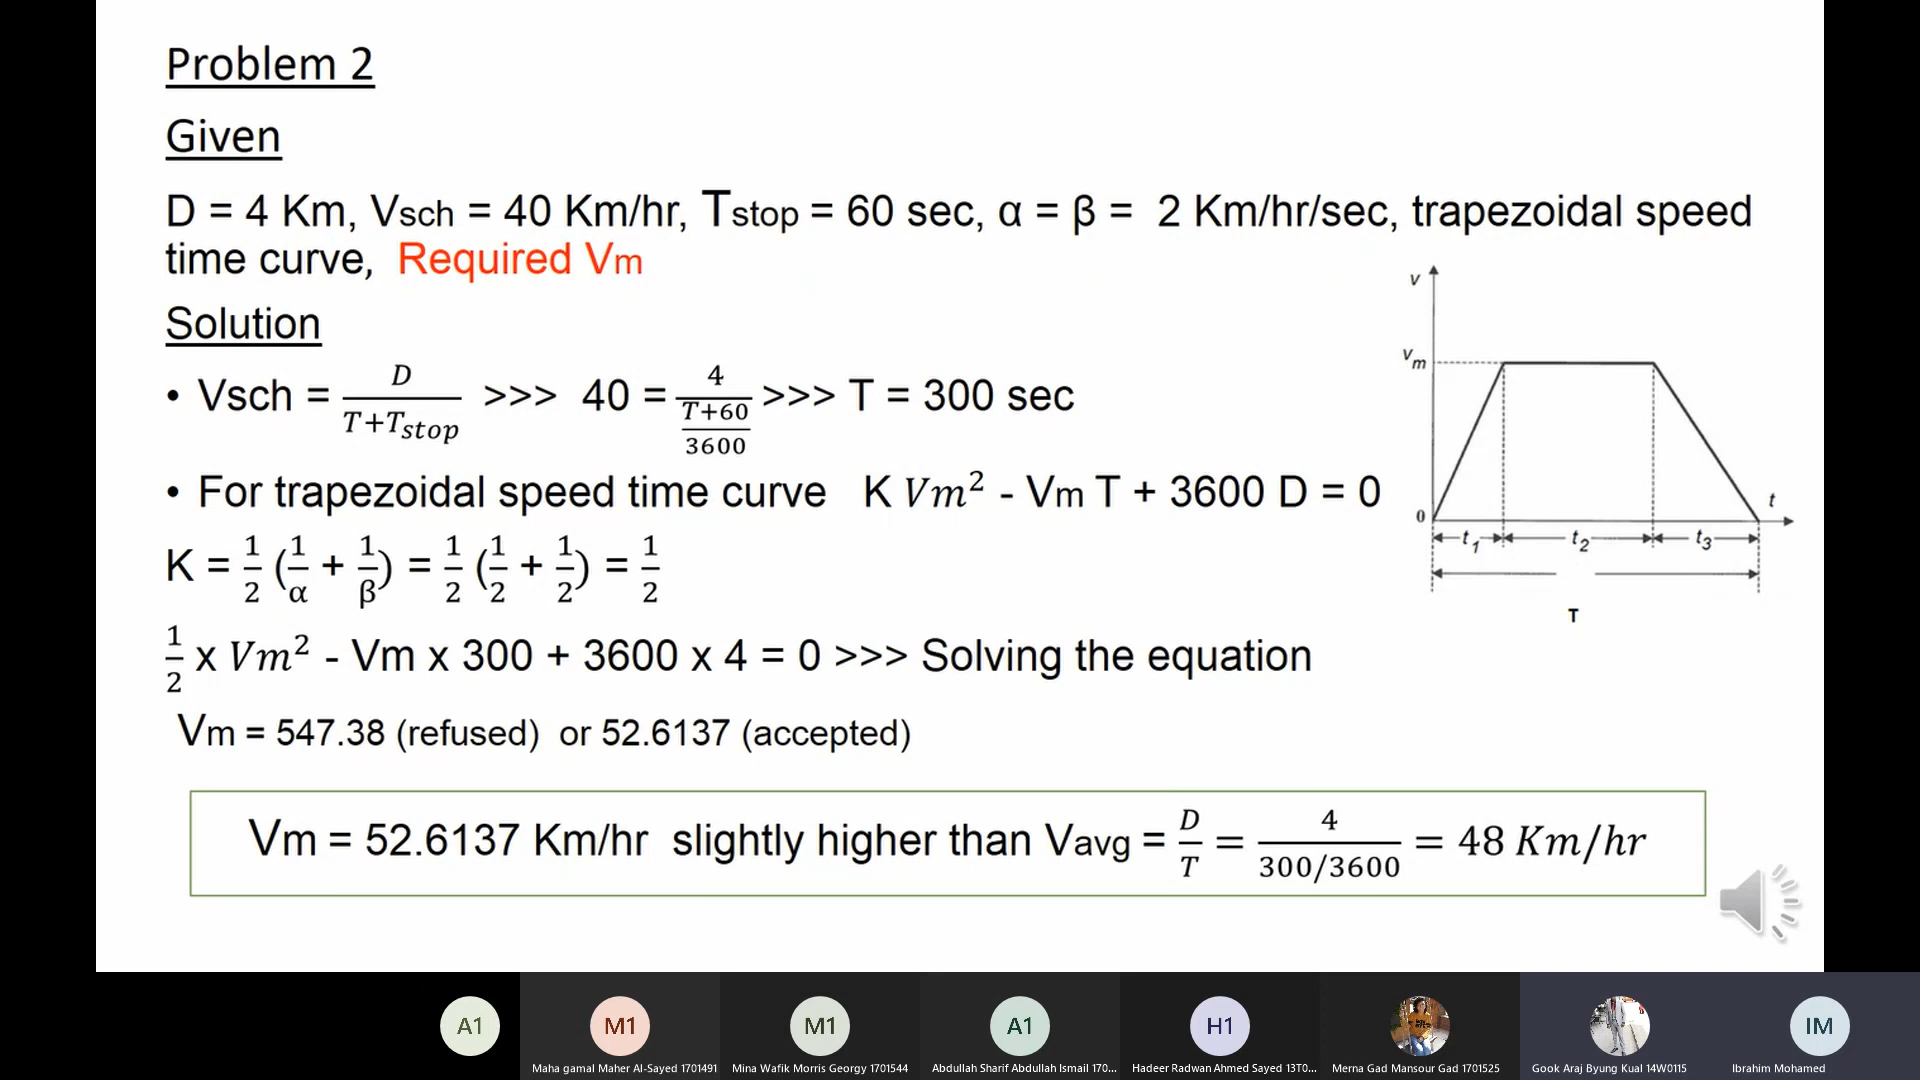 Problem 2
Given
D = 4 Km, Vsch = 40 Km/hr, Tstop = 60 sec, α = β = 2 Km/hr/sec, trapezoidal speed
time curve, Required Vm
Solution
• Vsch = D/(T+Tstop) >>> 40 = 4/((T+60)/3600) >>> T = 300 sec
• For trapezoidal speed time curve K Vm² - Vm T + 3600 D = 0
K = 1/2 (1/α + 1/β) = 1/2 (1/2 + 1/2) = 1/2
1/2 x Vm² - Vm x 300 + 3600 x 4 = 0 >>> Solving the equation
Vm = 547.38 (refused) or 52.6137 (accepted)
Vm = 52.6137 Km/hr slightly higher than Vavg = D/T = 4/(300/3600) = 48 Km/hr
v
Vm
0
t
t1
t2
t3
T
A1
M1
M1
A1
H1
IM
Maha gamal Maher Al-Sayed 1701491
Mina Wafik Morris Georgy 1701544
Abdullah Sharif Abdullah Ismail 170...
Hadeer Radwan Ahmed Sayed 13T0...
Merna Gad Mansour Gad 1701525
Gook Araj Byung Kual 14W0115
Ibrahim Mohamed